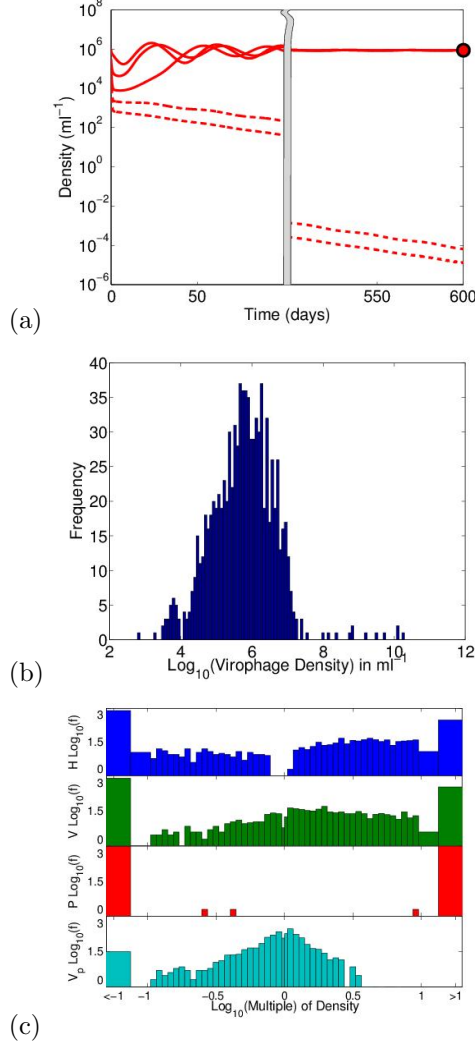 10^8
10^6
10^4
10^2
10^0
10^-2
10^-4
10^-6
Density (ml^-1)
0 50 550 600
Time (days)
(a)
40
35
30
25
20
15
10
5
0
Frequency
2 4 6 8 10 12
Log10(Virophage Density) in ml^-1
(b)
3
1.5
0
H Log10(f)
3
1.5
0
V Log10(f)
3
1.5
0
P Log10(f)
3
1.5
0
Vp Log10(f)
<-1 -1 -0.5 0 0.5 1 >1
Log10(Multiple) of Density
(c)